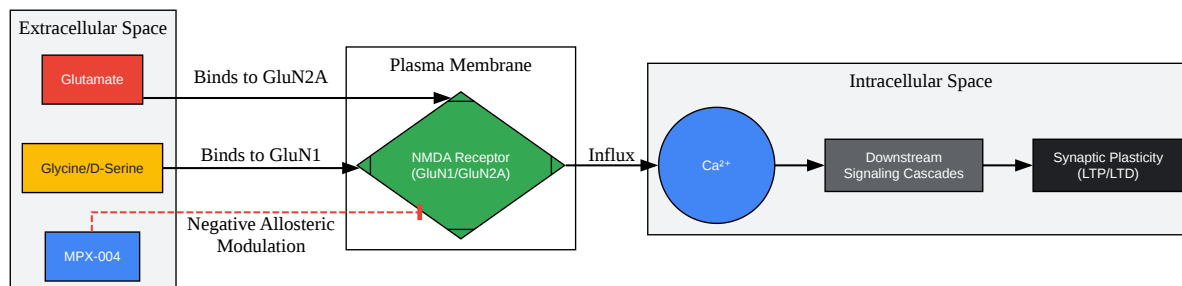 Extracellular Space
Glutamate
Binds to GluN2A
Glycine/D-Serine
Binds to GluN1
MPX-004
Negative Allosteric
Modulation
Plasma Membrane
NMDA Receptor
(GluN1/GluN2A)
Influx
Intracellular Space
Ca²⁺
Downstream
Signaling Cascades
Synaptic Plasticity
(LTP/LTD)